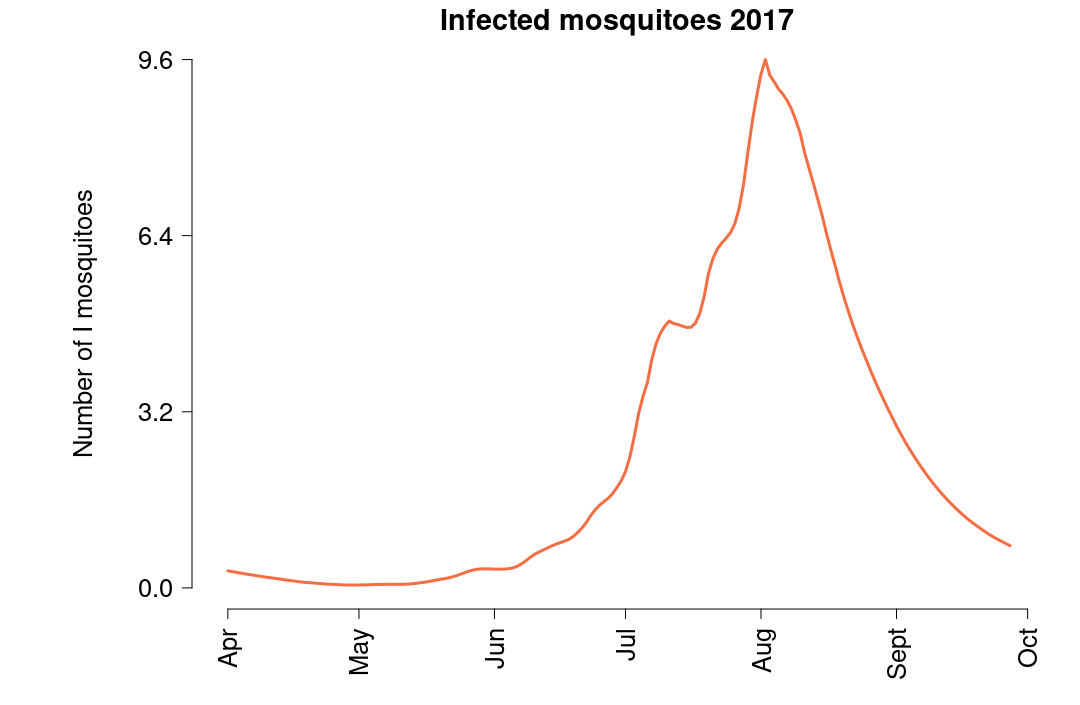 Infected mosquitoes 2017
Number of I mosquitoes
9.6
6.4
3.2
0.0
Apr
May
Jun
Jul
Aug
Sept
Oct